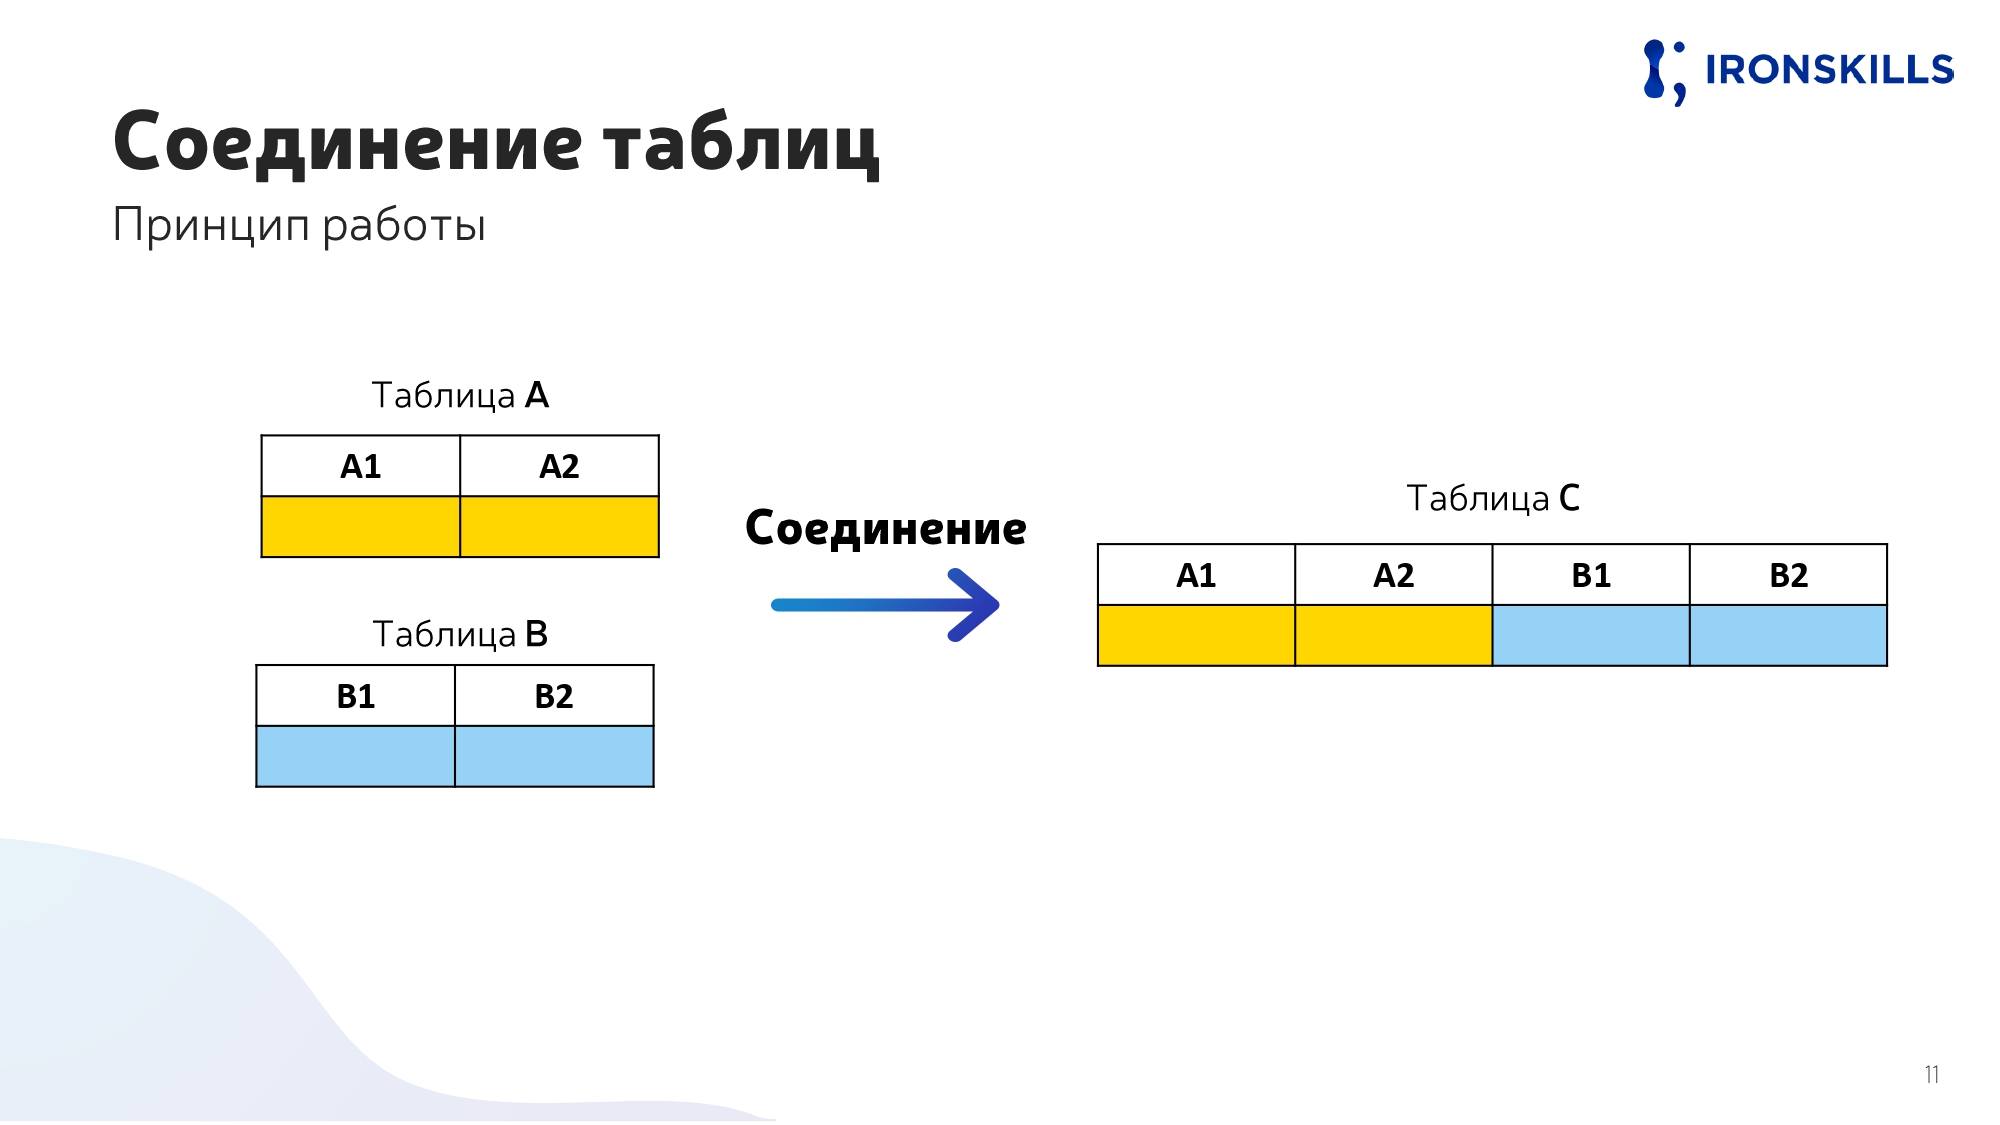 IRONSKILLS
Соединение таблиц
Принцип работы
Таблица A
A1 A2
Таблица B
B1 B2
Соединение
Таблица C
A1 A2 B1 B2
11